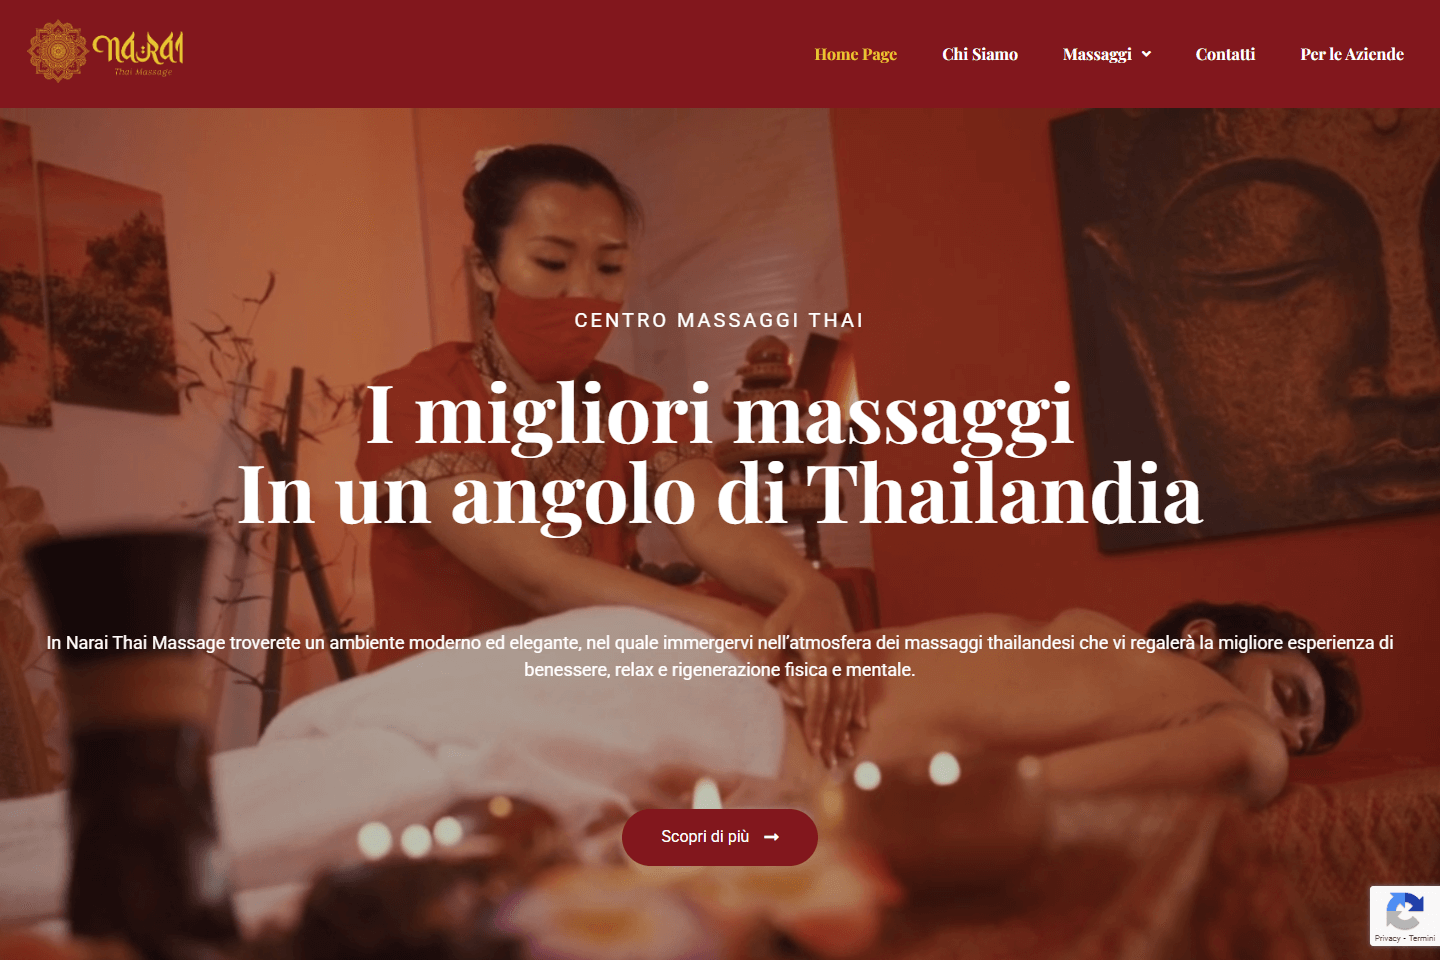 NARAI
Thai Massage
Home Page
Chi Siamo
Massaggi
Contatti
Per le Aziende
CENTRO MASSAGGI THAI
I migliori massaggi
In un angolo di Thailandia
In Narai Thai Massage troverete un ambiente moderno ed elegante, nel quale immergervi nell’atmosfera dei massaggi thailandesi che vi regalerà la migliore esperienza di
benessere, relax e rigenerazione fisica e mentale.
Scopri di più
Privacy - Termini